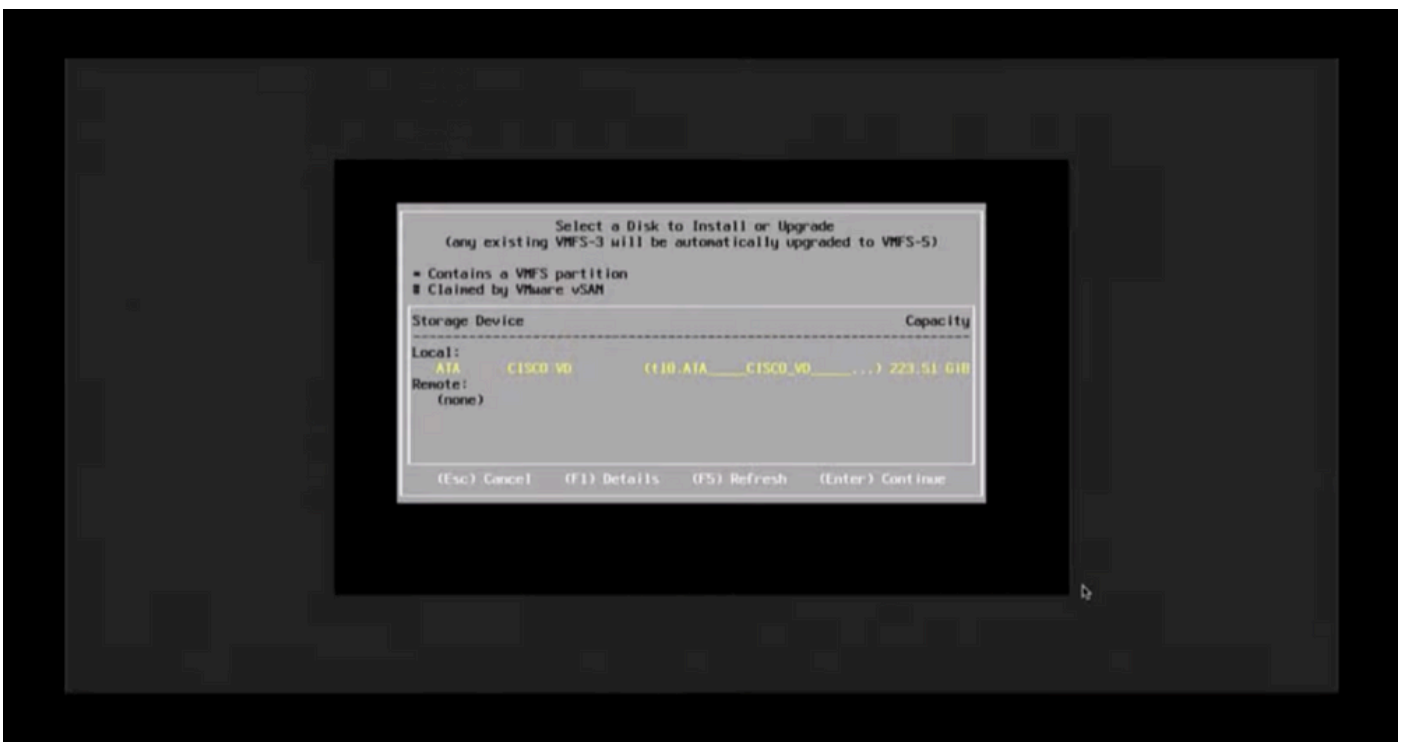 Select a Disk to Install or Upgrade
(any existing VMFS-3 will be automatically upgraded to VMFS-5)
* Contains a VMFS partition
# Claimed by VMware vSAN
Storage Device Capacity
Local:
ATA CISCO VD (t10.ATA_____CISCO_VD_____...) 223.51 GiB
Remote:
(none)
(Esc) Cancel (F1) Details (F5) Refresh (Enter) Continue